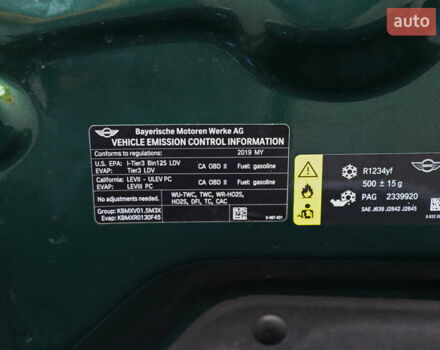 auto
Bayerische Motoren Werke AG
VEHICLE EMISSION CONTROL INFORMATION
Conforms to regulations: 2019 MY
U.S. EPA: I-Tier3 Bin125 LDV CA OBD II Fuel: gasoline
EVAP: Tier3 LDV
California: LEVII - ULEV PC CA OBD II Fuel: gasoline
EVAP: LEVIII PC
No adjustments needed. WU-TWC, TWC, WR-HO2S,
HO2S, DFI, TC, CAC
Group: KBMXV01.5M3X
Evap: KBMXR0130F45
R1234yf
500 ± 15 g
PAG 2339920
SAE J639 J2842 J2845